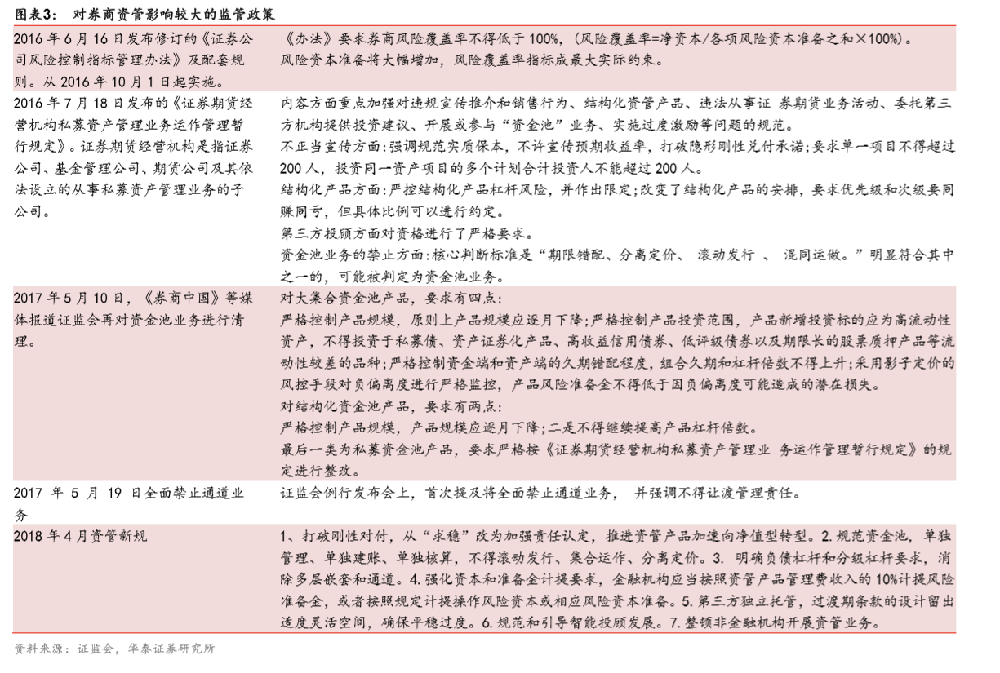 图表3： 对券商资管影响较大的监管政策
2016 年 6 月 16 日发布修订的《证券公
司风险控制指标管理办法》及配套规
则。从 2016 年 10 月 1 日起实施。
《办法》要求券商风险覆盖率不得低于 100%，(风险覆盖率=净资本/各项风险资本准备之和×100%)。
风险资本准备将大幅增加，风险覆盖率指标成最大实际约束。
2016 年 7 月 18 日发布的《证券期货经
营机构私募资产管理业务运作管理暂
行规定》。证券期货经营机构是指证券
公司、基金管理公司、期货公司及其依
法设立的从事私募资产管理业务的子
公司。
内容方面重点加强对违规宣传推介和销售行为、结构化资管产品、违法从事证 券期货业务活动、委托第三
方机构提供投资建议、开展或参与“资金池”业务、实施过度激励等问题的规范。
不正当宣传方面:强调规范实质保本，不许宣传预期收益率，打破隐形刚性兑付承诺;要求单一项目不得超过
200 人，投资同一资产项目的多个计划合计投资人不能超过 200 人。
结构化产品方面:严控结构化产品杠杆风险，并作出限定;改变了结构化产品的安排，要求优先级和次级要同
赚同亏，但具体比例可以进行约定。
第三方投顾方面对资格进行了严格要求。
资金池业务的禁止方面:核心判断标准是“期限错配、分离定价、 滚动发行 、 混同运做。”明显符合其中
之一的，可能被判定为资金池业务。
2017 年 5 月 10 日，《券商中国》等媒
体报道证监会再对资金池业务进行清
理。
对大集合资金池产品，要求有四点:
严格控制产品规模，原则上产品规模应逐月下降;严格控制产品投资范围，产品新增投资标的应为高流动性
资产，不得投资于私募债、资产证券化产品、高收益信用债券、低评级债券以及期限长的股票质押产品等流
动性较差的品种;严格控制资金端和资产端的久期错配程度，组合久期和杠杆倍数不得上升;采用影子定价的
风控手段对负偏离度进行严格监控，产品风险准备金不得低于因负偏离度可能造成的潜在损失。
对结构化资金池产品，要求有两点:
严格控制产品规模，产品规模应逐月下降;二是不得继续提高产品杠杆倍数。
最后一类为私募资金池产品，要求严格按《证券期货经营机构私募资产管理业 务运作管理暂行规定》的规
定进行整改。
2017 年 5 月 19 日全面禁止通道业
务
证监会例行发布会上，首次提及将全面禁止通道业务， 并强调不得让渡管理责任。
2018 年 4 月资管新规
1、打破刚性对付，从“求稳”改为加强责任认定，推进资管产品加速向净值型转型。2.规范资金池，单独
管理、单独建账、单独核算，不得滚动发行、集合运作、分离定价。3. 明确负债杠杆和分级杠杆要求，消
除多层嵌套和通道。4.强化资本和准备金计提要求，金融机构应当按照资管产品管理费收入的 10%计提风险
准备金，或者按照规定计提操作风险资本或相应风险资本准备。5.第三方独立托管，过渡期条款的设计留出
适度灵活空间，确保平稳过度。6.规范和引导智能投顾发展。7.整顿非金融机构开展资管业务。
资料来源：证监会，华泰证券研究所